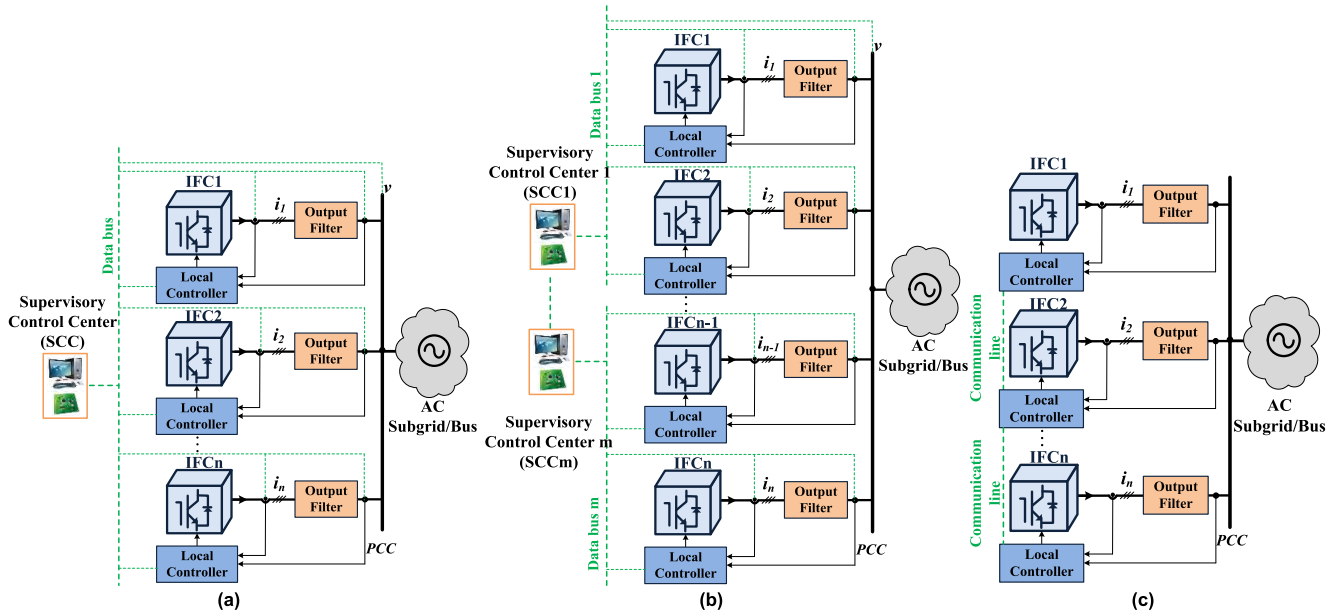 v
IFC1
i1
Output
Filter
Local
Controller
Data bus
Supervisory
Control Center
(SCC)
IFC2
i2
Output
Filter
Local
Controller
AC
Subgrid/Bus
IFCn
in
Output
Filter
Local
Controller
PCC
(a)
v
IFC1
i1
Output
Filter
Local
Controller
Data bus 1
Supervisory
Control Center 1
(SCC1)
IFC2
i2
Output
Filter
Local
Controller
IFCn-1
in-1
Output
Filter
Local
Controller
AC
Subgrid/Bus
Supervisory
Control Center m
(SCCm)
IFCn
in
Output
Filter
Local
Controller
Data bus m
PCC
(b)
IFC1
i1
Output
Filter
Local
Controller
Communication
line
IFC2
i2
Output
Filter
Local
Controller
AC
Subgrid/Bus
Communication
line
IFCn
in
Output
Filter
Local
Controller
PCC
(c)